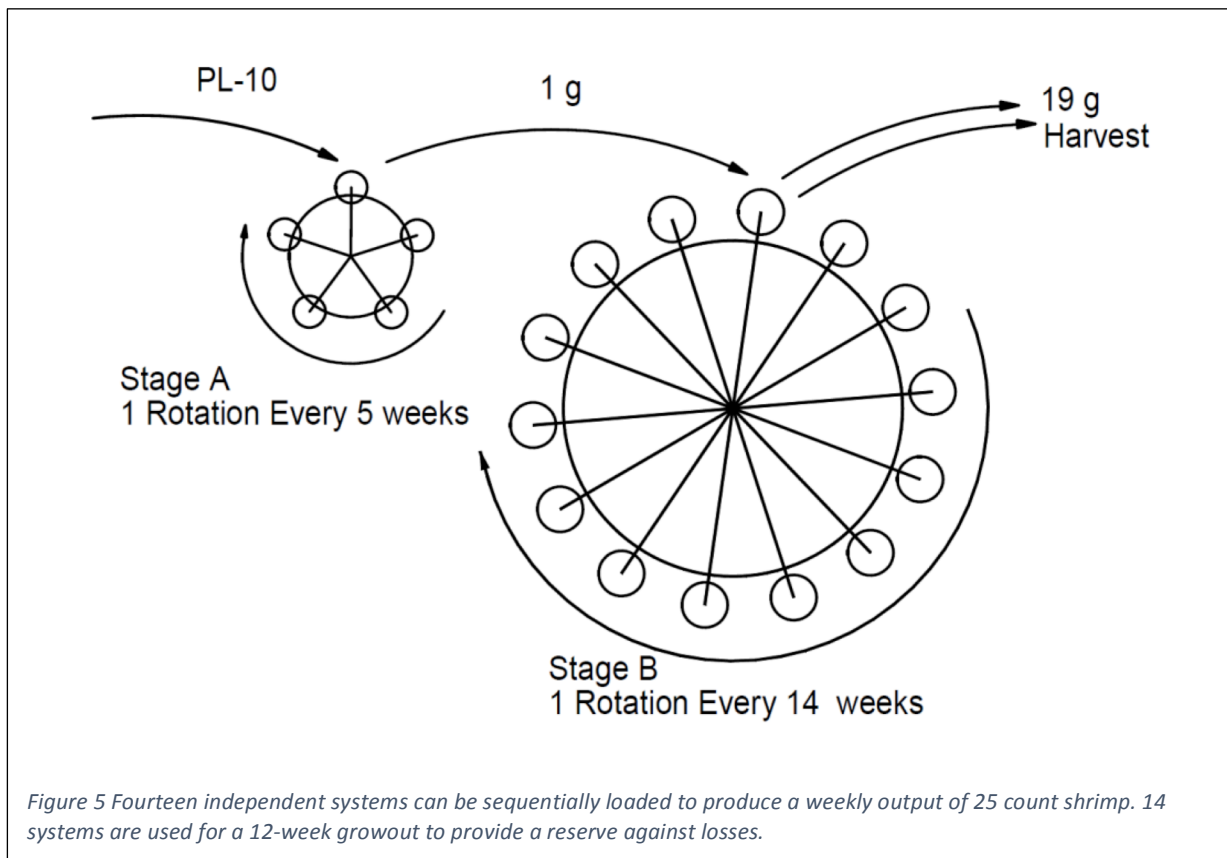 PL-10
1 g
19 g
Harvest
Stage A
1 Rotation Every 5 weeks
Stage B
1 Rotation Every 14 weeks
Figure 5 Fourteen independent systems can be sequentially loaded to produce a weekly output of 25 count shrimp. 14
systems are used for a 12-week growout to provide a reserve against losses.